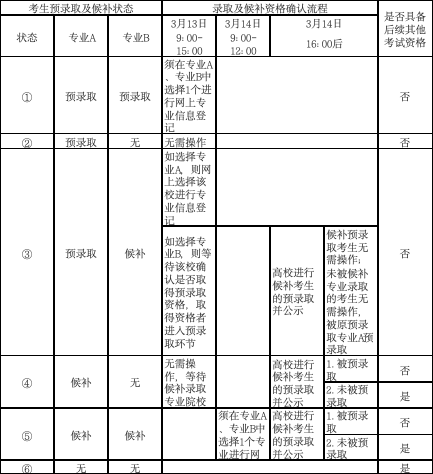 考生预录取及候补状态
录取及候补资格确认流程
是否具备
后续其他
考试资格
状态
专业A
专业B
3月13日
9:00-
15:00
3月14日
9:00-
12:00
3月14日
16:00后
①
预录取
预录取
须在专业A
、专业B中
选择1个进
行网上专
业信息登
记
否
②
预录取
无
无需操作
否
③
预录取
候补
如选择专
业A，则网
上选择该
校进行专
业信息登
记
如选择专
业B，则等
待该校确
认是否取
得预录取
资格，取
得资格者
进入预录
取环节
高校进行
候补考生
的预录取
并公示
候补预录
取考生无
需操作；
未被候补
专业录取
的考生无
需操作，
被原预录
取专业A预
录取
否
④
候补
无
无需操
作，等待
候补录取
专业院校
高校进行
候补考生
的预录取
并公示
1.被预录
取
否
2.未被预
录取
是
⑤
候补
候补
须在专业A
、专业B中
选择1个专
业进行网
高校进行
候补考生
的预录取
并公示
1.被预录
取
否
2.未被预
录取
是
⑥
无
无
是